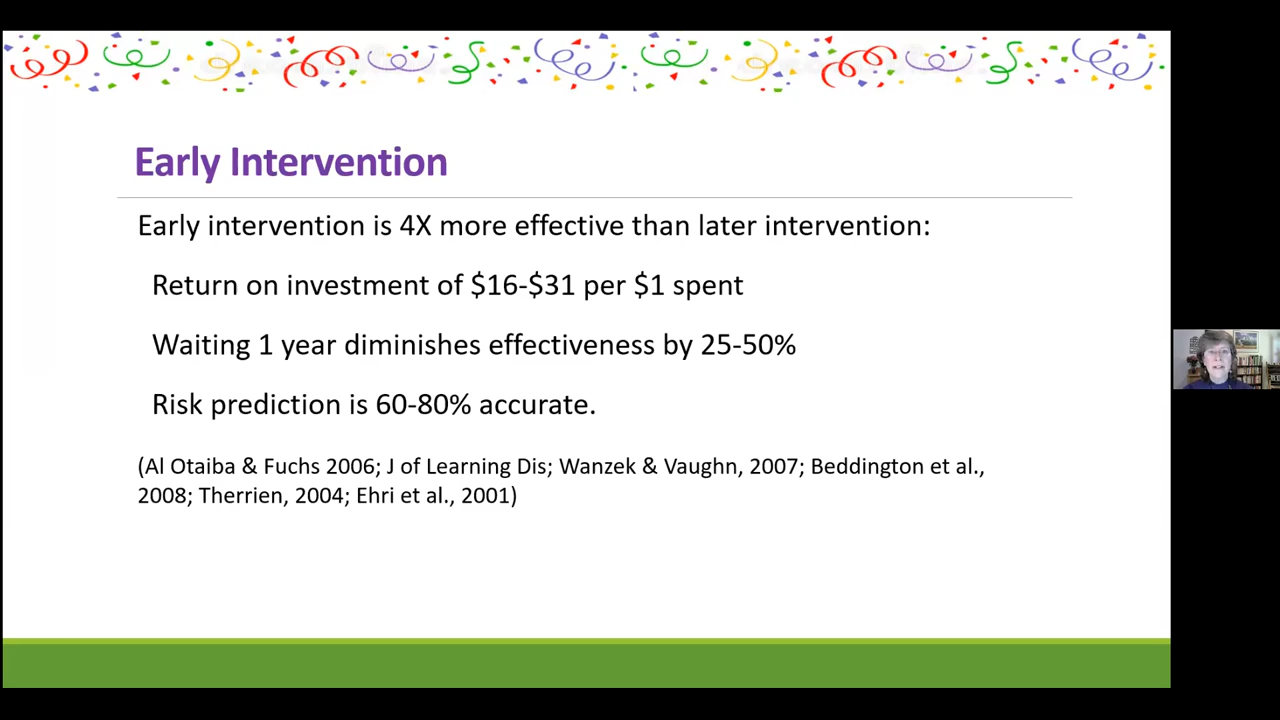 Early Intervention
Early intervention is 4X more effective than later intervention:
Return on investment of $16-$31 per $1 spent
Waiting 1 year diminishes effectiveness by 25-50%
Risk prediction is 60-80% accurate.
(Al Otaiba & Fuchs 2006; J of Learning Dis; Wanzek & Vaughn, 2007; Beddington et al.,
2008; Therrien, 2004; Ehri et al., 2001)